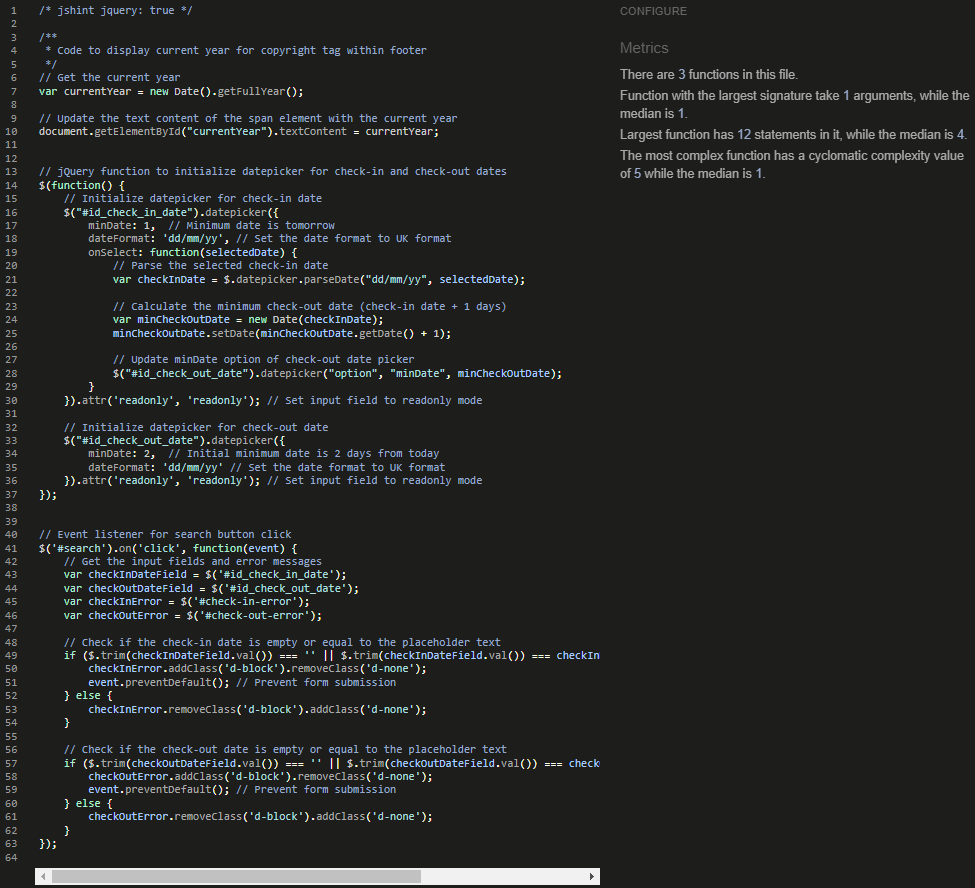 1 /* jshint jquery: true */
2
3 /**
4  * Code to display current year for copyright tag within footer
5  */
6 // Get the current year
7 var currentYear = new Date().getFullYear();
8
9 // Update the text content of the span element with the current year
10 document.getElementById("currentYear").textContent = currentYear;
11
12
13 // jQuery function to initialize datepicker for check-in and check-out dates
14 $(function() {
15     // Initialize datepicker for check-in date
16     $("#id_check_in_date").datepicker({
17         minDate: 1,  // Minimum date is tomorrow
18         dateFormat: 'dd/mm/yy', // Set the date format to UK format
19         onSelect: function(selectedDate) {
20             // Parse the selected check-in date
21             var checkInDate = $.datepicker.parseDate("dd/mm/yy", selectedDate);
22
23             // Calculate the minimum check-out date (check-in date + 1 days)
24             var minCheckOutDate = new Date(checkInDate);
25             minCheckOutDate.setDate(minCheckOutDate.getDate() + 1);
26
27             // Update minDate option of check-out date picker
28             $("#id_check_out_date").datepicker("option", "minDate", minCheckOutDate);
29         }
30     }).attr('readonly', 'readonly'); // Set input field to readonly mode
31
32     // Initialize datepicker for check-out date
33     $("#id_check_out_date").datepicker({
34         minDate: 2,  // Initial minimum date is 2 days from today
35         dateFormat: 'dd/mm/yy' // Set the date format to UK format
36     }).attr('readonly', 'readonly'); // Set input field to readonly mode
37 });
38
39
40 // Event listener for search button click
41 $('#search').on('click', function(event) {
42     // Get the input fields and error messages
43     var checkInDateField = $('#id_check_in_date');
44     var checkOutDateField = $('#id_check_out_date');
45     var checkInError = $('#check-in-error');
46     var checkOutError = $('#check-out-error');
47
48     // Check if the check-in date is empty or equal to the placeholder text
49     if ($.trim(checkInDateField.val()) === '' || $.trim(checkInDateField.val()) === checkIn
50         checkInError.addClass('d-block').removeClass('d-none');
51         event.preventDefault(); // Prevent form submission
52     } else {
53         checkInError.removeClass('d-block').addClass('d-none');
54     }
55
56     // Check if the check-out date is empty or equal to the placeholder text
57     if ($.trim(checkOutDateField.val()) === '' || $.trim(checkOutDateField.val()) === check
58         checkOutError.addClass('d-block').removeClass('d-none');
59         event.preventDefault(); // Prevent form submission
60     } else {
61         checkOutError.removeClass('d-block').addClass('d-none');
62     }
63 });
64
CONFIGURE
Metrics
There are 3 functions in this file.
Function with the largest signature take 1 arguments, while the
median is 1.
Largest function has 12 statements in it, while the median is 4.
The most complex function has a cyclomatic complexity value
of 5 while the median is 1.